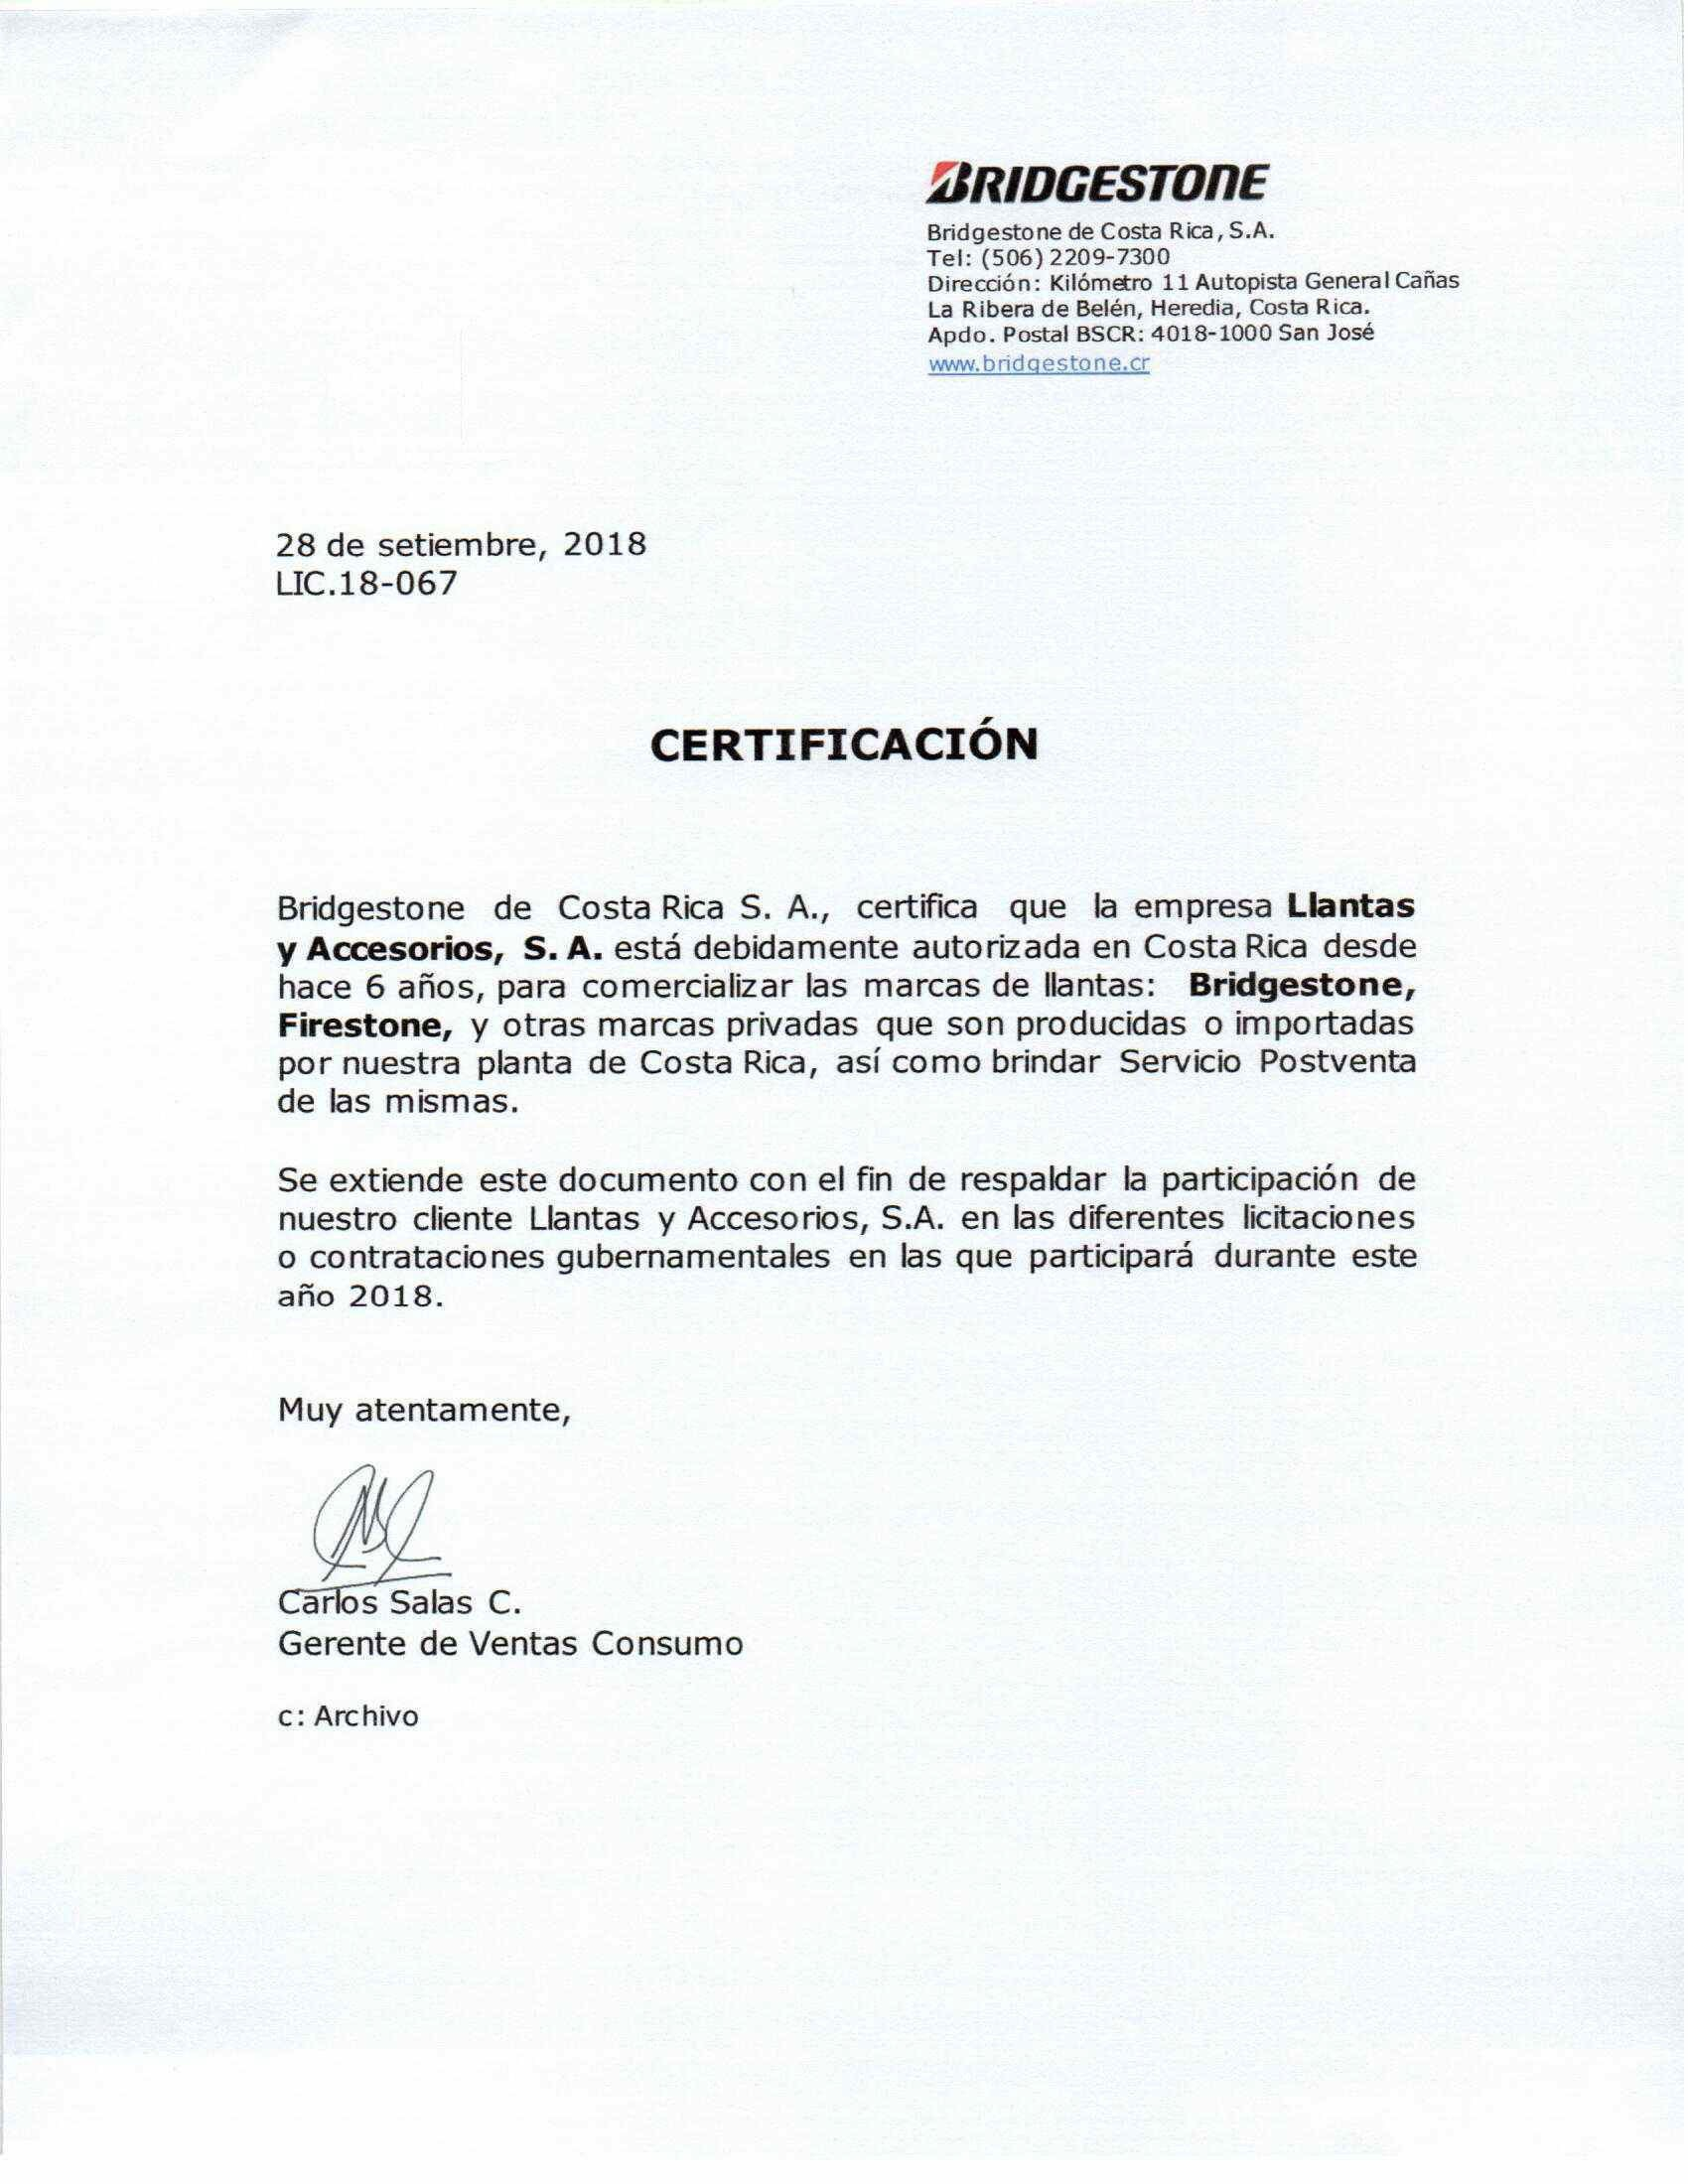 BRIDGESTONE
Bridgestone de Costa Rica, S.A.
Tel: (506) 2209-7300
Dirección: Kilómetro 11 Autopista General Cañas
La Ribera de Belén, Heredia, Costa Rica.
Apdo. Postal BSCR: 4018-1000 San José
www.bridgestone.cr
28 de setiembre, 2018
LIC.18-067
CERTIFICACIÓN
Bridgestone de Costa Rica S. A., certifica que la empresa Llantas
y Accesorios, S. A. está debidamente autorizada en Costa Rica desde
hace 6 años, para comercializar las marcas de llantas: Bridgestone,
Firestone, y otras marcas privadas que son producidas o importadas
por nuestra planta de Costa Rica, así como brindar Servicio Postventa
de las mismas.
Se extiende este documento con el fin de respaldar la participación de
nuestro cliente Llantas y Accesorios, S.A. en las diferentes licitaciones
o contrataciones gubernamentales en las que participará durante este
año 2018.
Muy atentamente,
Carlos Salas C.
Gerente de Ventas Consumo
c: Archivo